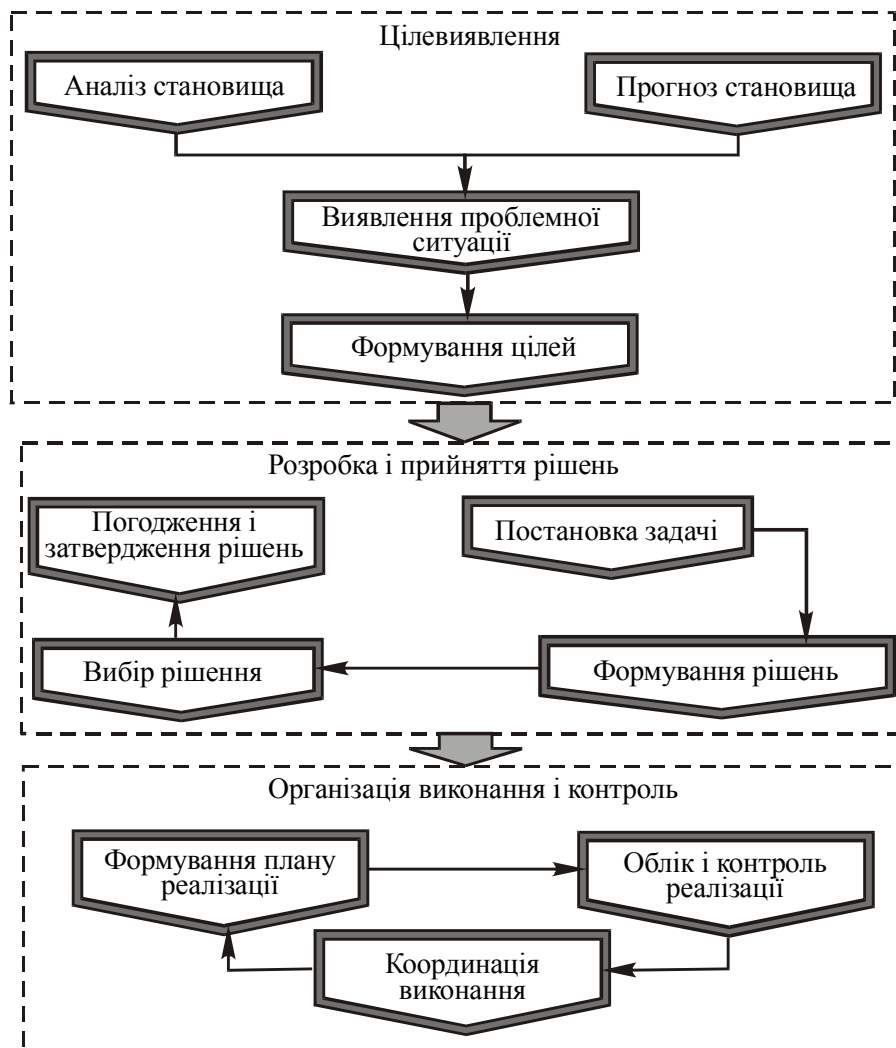 Цілевиявлення
Аналіз становища
Прогноз становища
Виявлення проблемної
ситуації
Формування цілей
Розробка і прийняття рішень
Погодження і
затвердження рішень
Постановка задачі
Вибір рішення
Формування рішень
Організація виконання і контроль
Формування плану
реалізації
Облік і контроль
реалізації
Координація
виконання